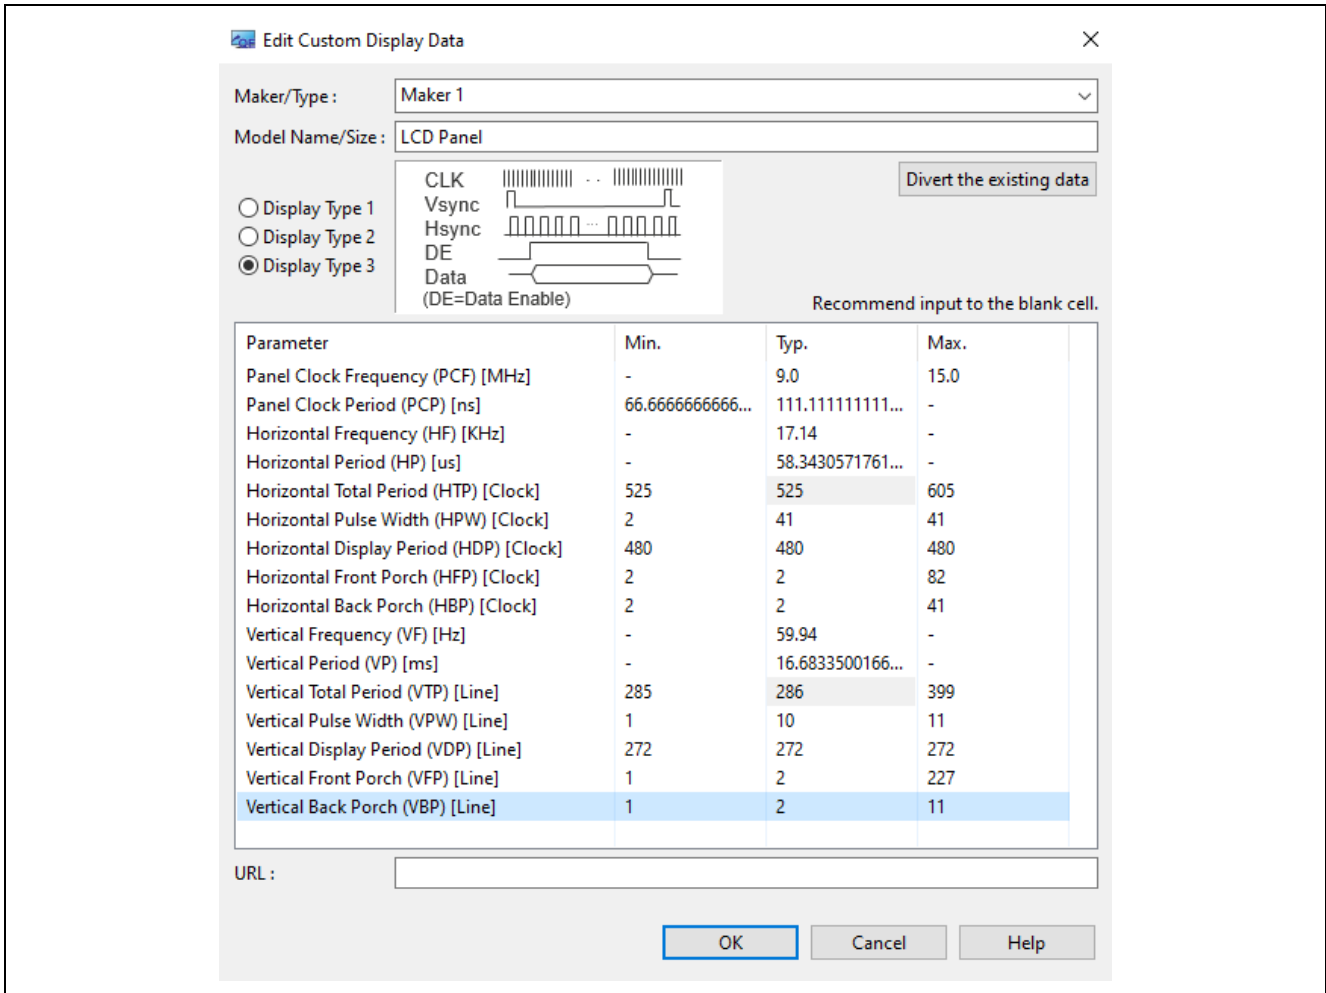 Edit Custom Display Data
Maker/Type : Maker 1
Model Name/Size : LCD Panel
Divert the existing data
Display Type 1
Display Type 2
Display Type 3
CLK
Vsync
Hsync
DE
Data
(DE=Data Enable)
Recommend input to the blank cell.
Parameter Min. Typ. Max.
Panel Clock Frequency (PCF) [MHz] - 9.0 15.0
Panel Clock Period (PCP) [ns] 66.6666666666... 111.111111111... -
Horizontal Frequency (HF) [KHz] - 17.14 -
Horizontal Period (HP) [us] - 58.3430571761... -
Horizontal Total Period (HTP) [Clock] 525 525 605
Horizontal Pulse Width (HPW) [Clock] 2 41 41
Horizontal Display Period (HDP) [Clock] 480 480 480
Horizontal Front Porch (HFP) [Clock] 2 2 82
Horizontal Back Porch (HBP) [Clock] 2 2 41
Vertical Frequency (VF) [Hz] - 59.94 -
Vertical Period (VP) [ms] - 16.6833500166... -
Vertical Total Period (VTP) [Line] 285 286 399
Vertical Pulse Width (VPW) [Line] 1 10 11
Vertical Display Period (VDP) [Line] 272 272 272
Vertical Front Porch (VFP) [Line] 1 2 227
Vertical Back Porch (VBP) [Line] 1 2 11
URL :
OK Cancel Help